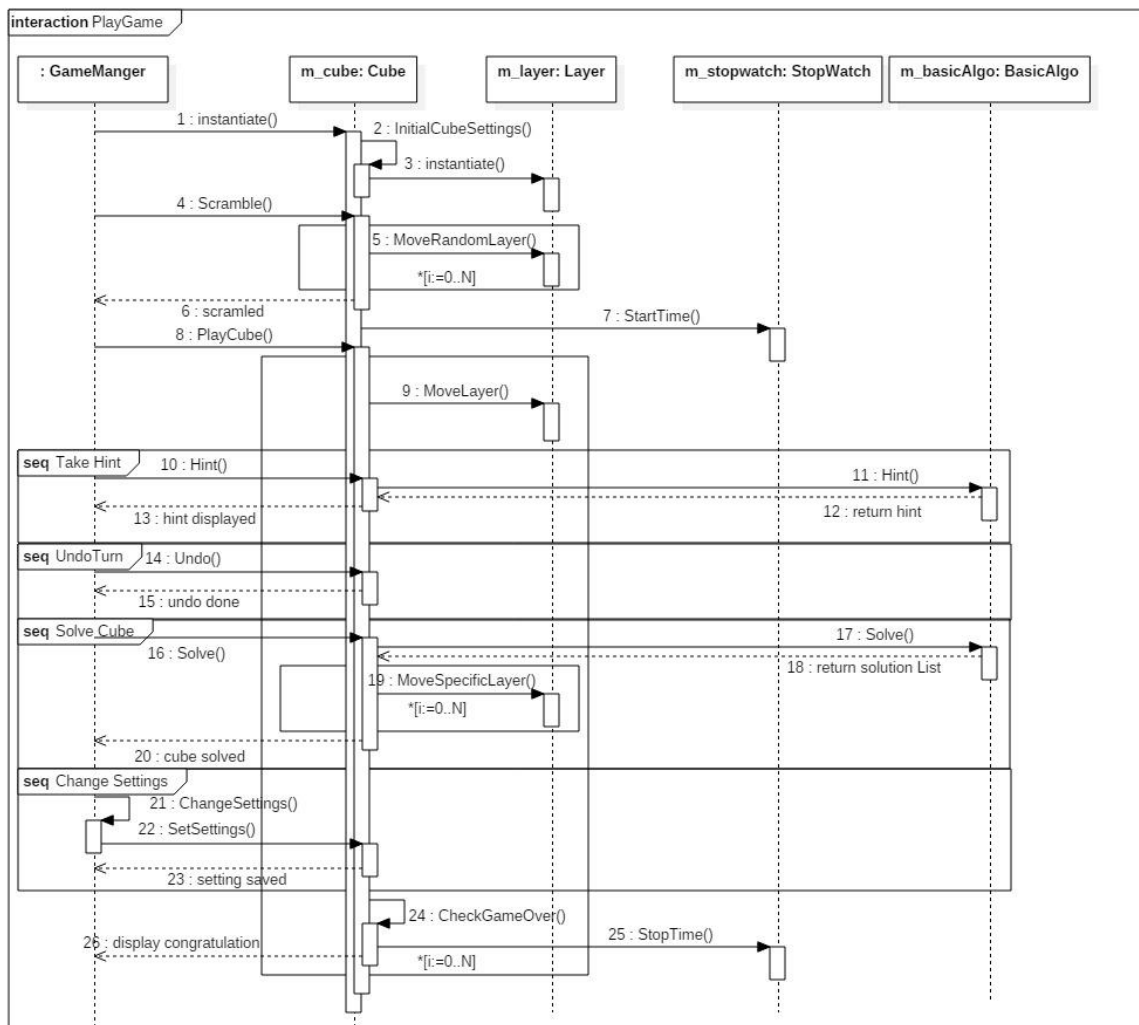 interaction PlayGame
: GameManger
m_cube: Cube
m_layer: Layer
m_stopwatch: StopWatch
m_basicAlgo: BasicAlgo
1 : instantiate()
2 : InitialCubeSettings()
3 : instantiate()
4 : Scramble()
5 : MoveRandomLayer()
*[i:=0..N]
6 : scramled
7 : StartTime()
8 : PlayCube()
9 : MoveLayer()
seq Take Hint
10 : Hint()
11 : Hint()
12 : return hint
13 : hint displayed
seq UndoTurn
14 : Undo()
15 : undo done
seq Solve Cube
16 : Solve()
17 : Solve()
18 : return solution List
19 : MoveSpecificLayer()
*[i:=0..N]
20 : cube solved
seq Change Settings
21 : ChangeSettings()
22 : SetSettings()
23 : setting saved
24 : CheckGameOver()
25 : StopTime()
26 : display congratulation
*[i:=0..N]